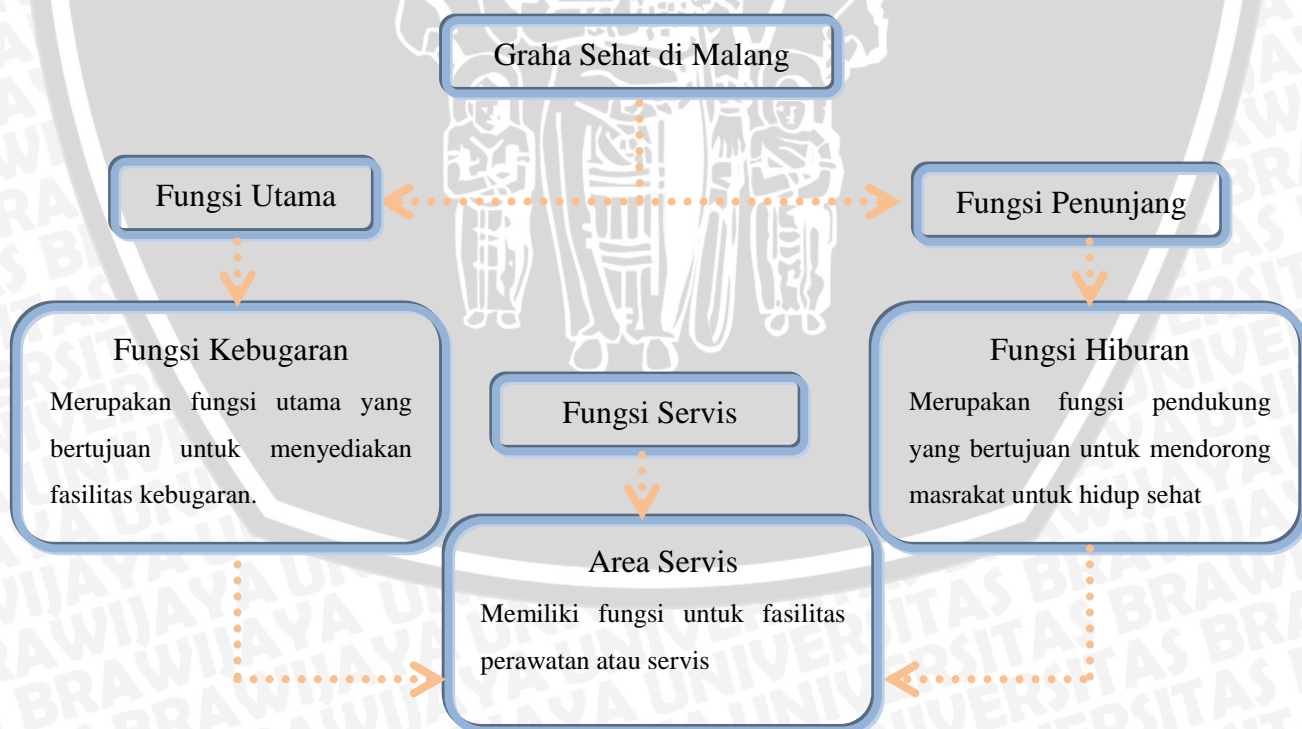 Graha Sehat di Malang
Fungsi Utama
Fungsi Penunjang
Fungsi Kebugaran
Merupakan fungsi utama yang
bertujuan untuk menyediakan
fasilitas kebugaran.
Fungsi Servis
Fungsi Hiburan
Merupakan fungsi pendukung
yang bertujuan untuk mendorong
masrakat untuk hidup sehat
Area Servis
Memiliki fungsi untuk fasilitas
perawatan atau servis